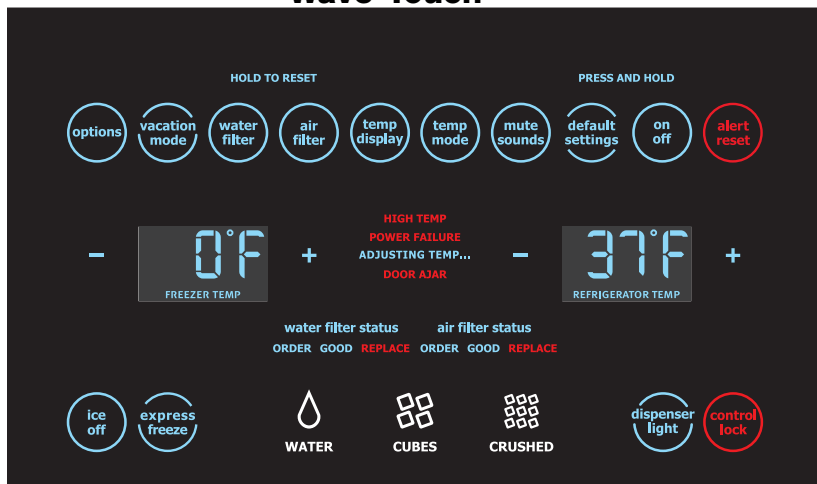 wave-Touch
HOLD TO RESET PRESS AND HOLD
options vacation mode water filter air filter temp display temp mode mute sounds default settings on off alert reset
HIGH TEMP
POWER FAILURE
- 0°F + ADJUSTING TEMP... - 37°F +
DOOR AJAR
FREEZER TEMP REFRIGERATOR TEMP
water filter status air filter status
ORDER GOOD REPLACE ORDER GOOD REPLACE
ice off express freeze dispenser light control lock
WATER CUBES CRUSHED